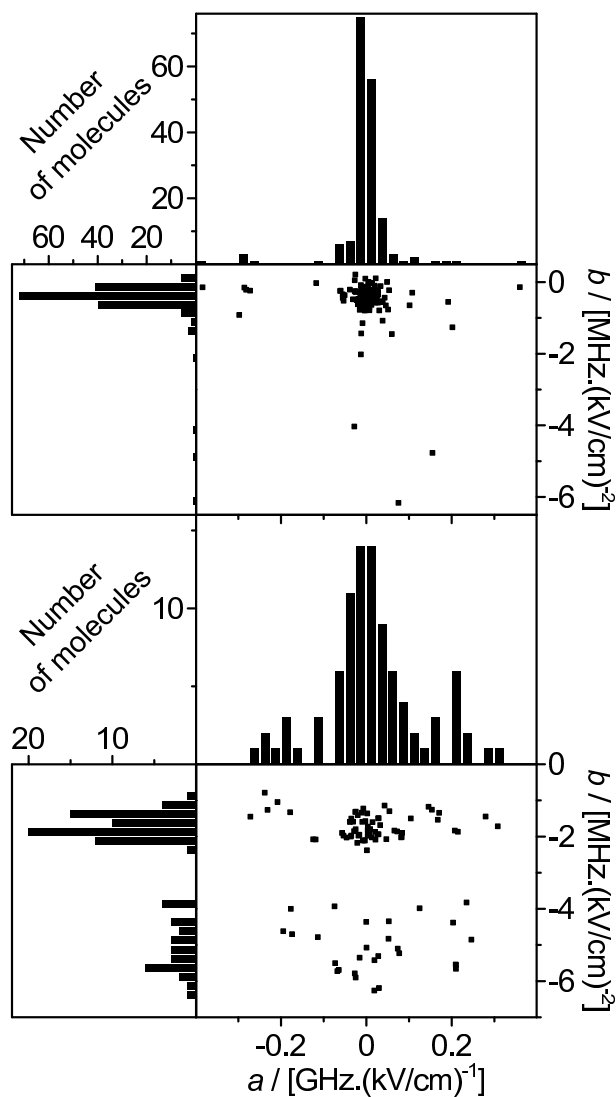 Number
of molecules
60
40
20
60 40 20
0
-2
-4
-6
b / [MHz.(kV/cm)-2]
Number
of molecules
10
20 10
0
-2
-4
-6
b / [MHz.(kV/cm)-2]
-0.2 0 0.2
a / [GHz.(kV/cm)-1]